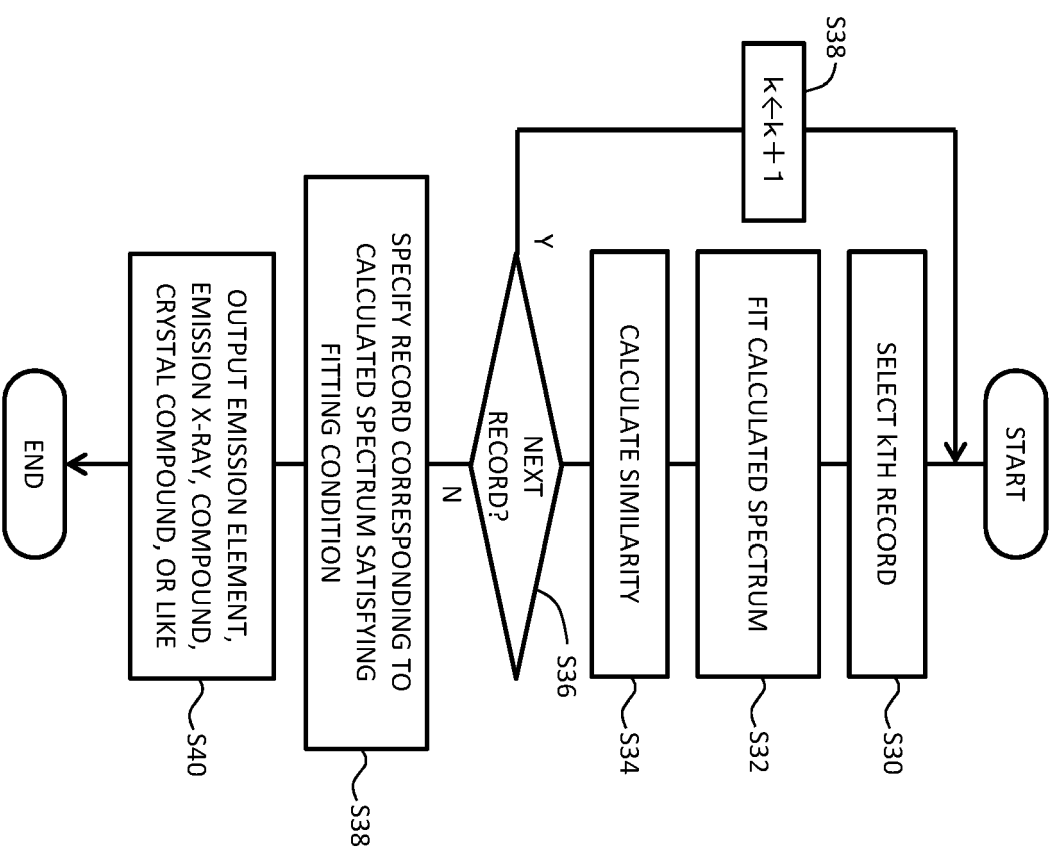 START
SELECT kTH RECORD
S30
FIT CALCULATED SPECTRUM
S32
CALCULATE SIMILARITY
S34
NEXT
RECORD?
S36
Y
N
k←k+1
S38
SPECIFY RECORD CORRESPONDING TO
CALCULATED SPECTRUM SATISFYING
FITTING CONDITION
S38
OUTPUT EMISSION ELEMENT,
EMISSION X-RAY, COMPOUND,
CRYSTAL COMPOUND, OR LIKE
S40
END